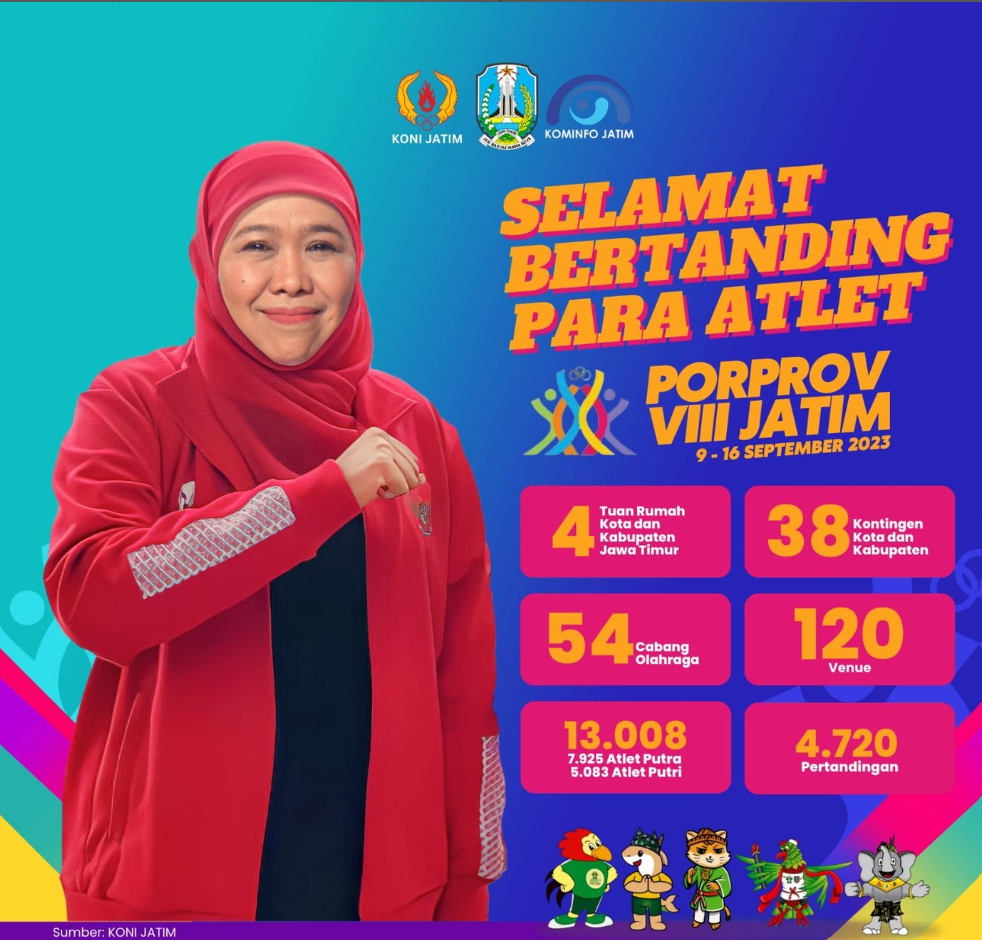 KONI JATIM
KOMINFO JATIM
SELAMAT
BERTANDING
PARA ATLET
PORPROV
VIII JATIM
9 - 16 SEPTEMBER 2023
4
Tuan Rumah
Kota dan
Kabupaten
Jawa Timur
38
Kontingen
Kota dan
Kabupaten
54
Cabang
Olahraga
120
Venue
13.008
7.925 Atlet Putra
5.083 Atlet Putri
4.720
Pertandingan
Sumber: KONI JATIM